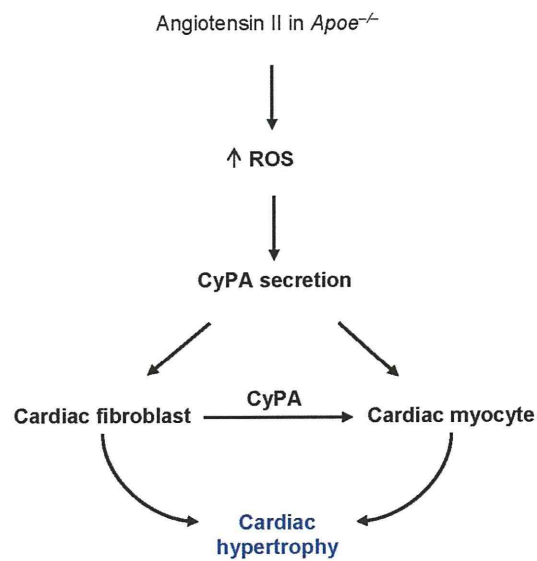 Angiotensin II in Apoe–/–
↑ ROS
CyPA secretion
CyPA
Cardiac fibroblast
Cardiac myocyte
Cardiac
hypertrophy